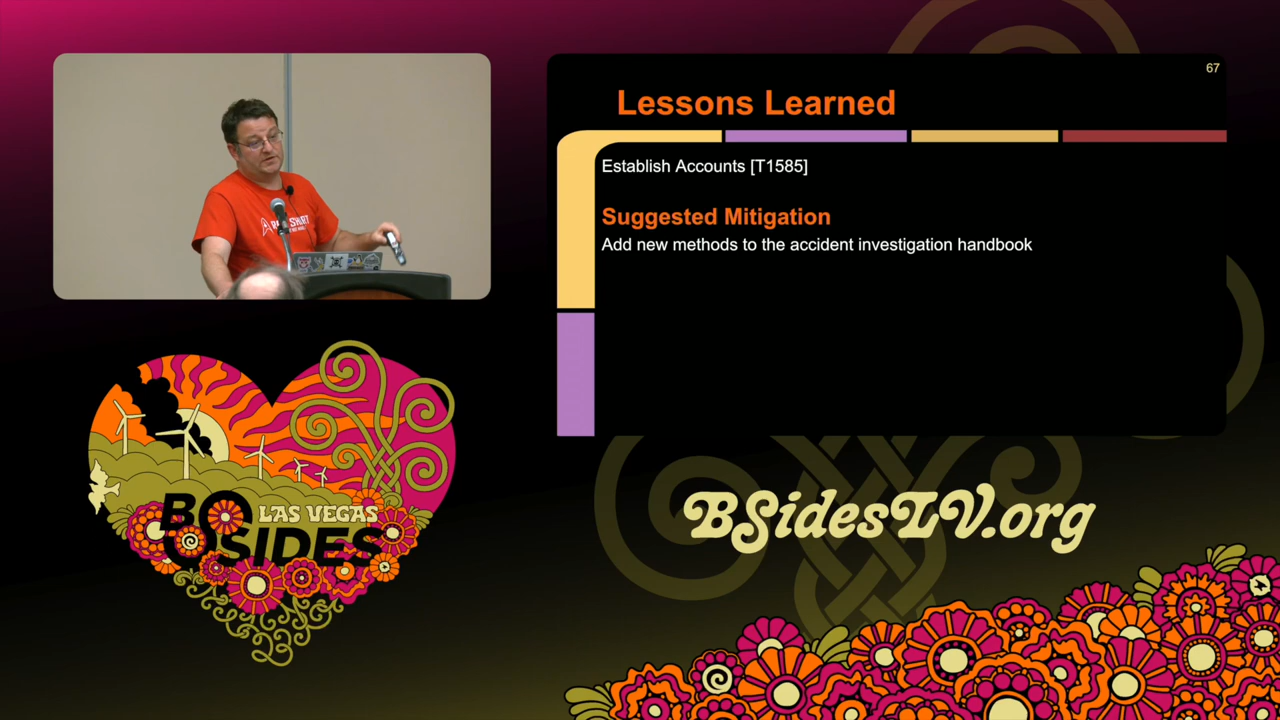 67
Lessons Learned
Establish Accounts [T1585]
Suggested Mitigation
Add new methods to the accident investigation handbook
LAS VEGAS
BSIDES
BSidesLV.org